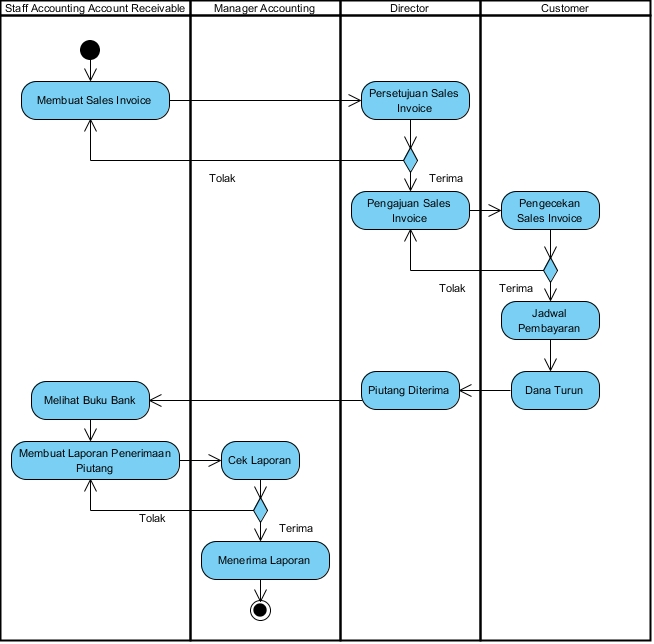 Staff Accounting Account Receivable
Manager Accounting
Director
Customer
Membuat Sales Invoice
Persetujuan Sales
Invoice
Tolak
Terima
Pengajuan Sales
Invoice
Pengecekan
Sales Invoice
Tolak
Terima
Jadwal
Pembayaran
Melihat Buku Bank
Piutang Diterima
Dana Turun
Membuat Laporan Penerimaan
Piutang
Cek Laporan
Tolak
Terima
Menerima Laporan